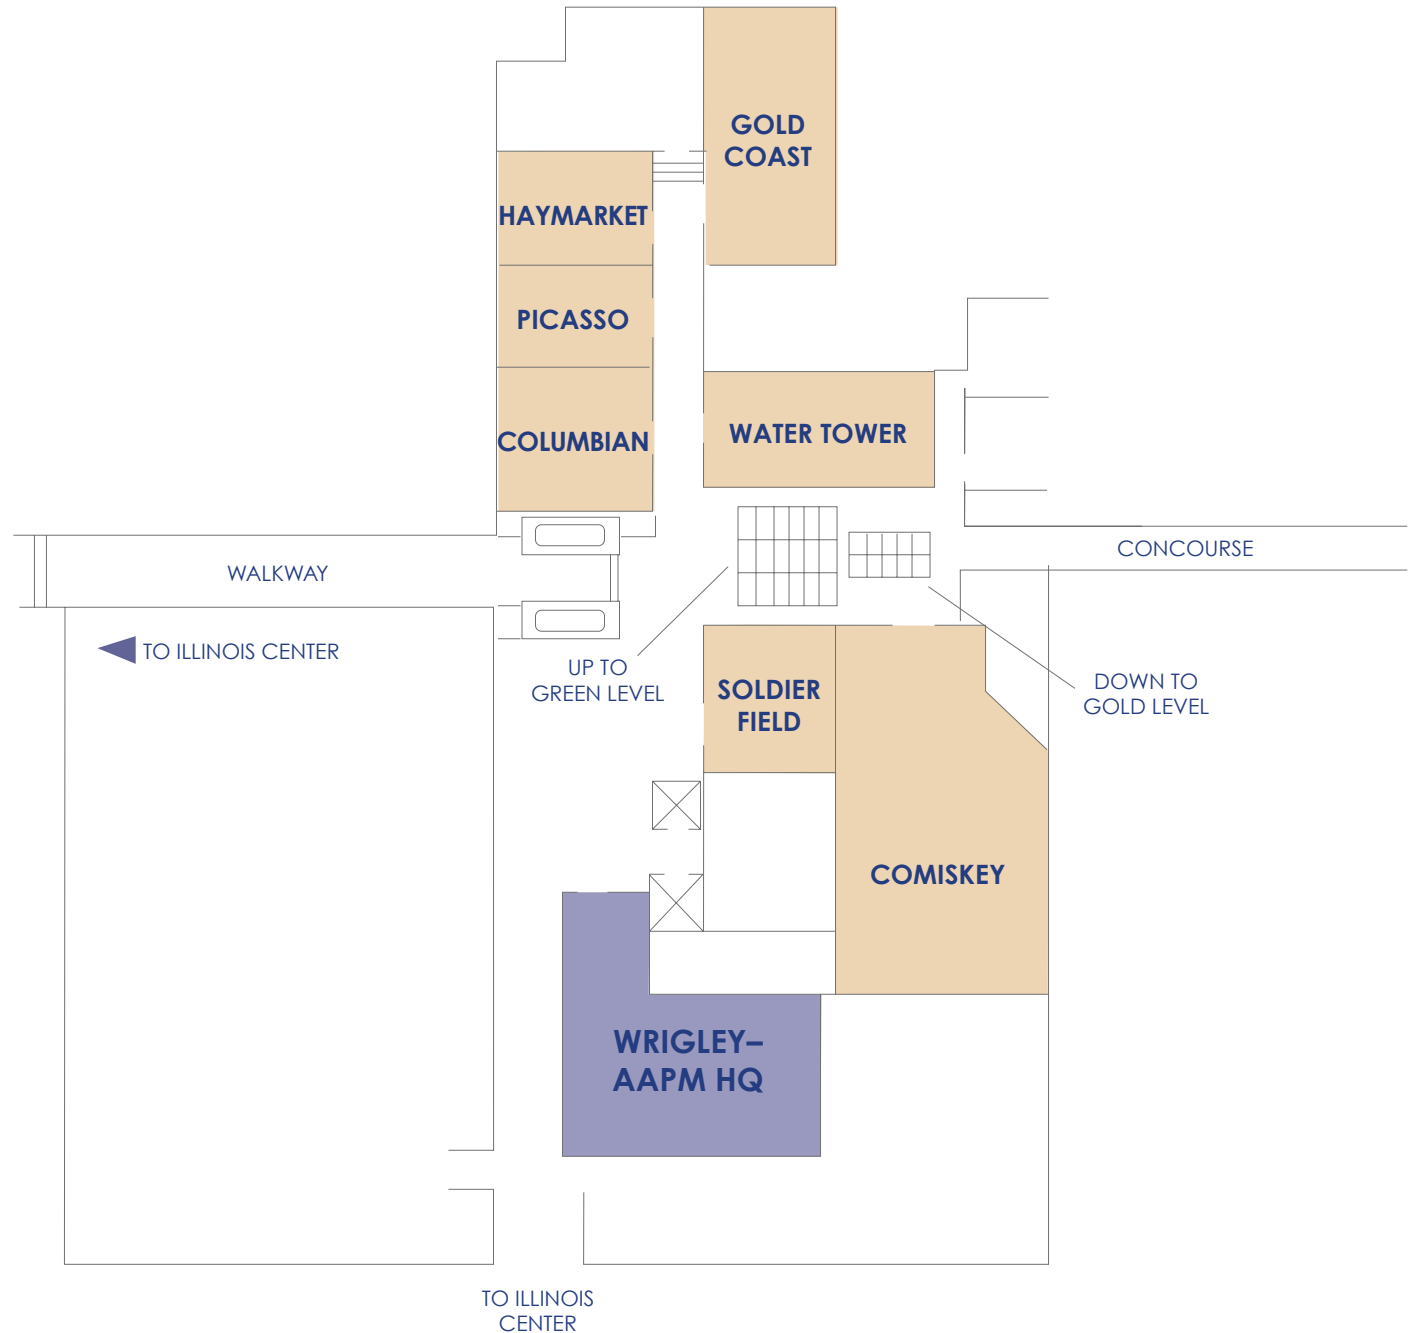 GOLD
COAST
HAYMARKET
PICASSO
COLUMBIAN
WATER TOWER
CONCOURSE
WALKWAY
TO ILLINOIS CENTER
UP TO
GREEN LEVEL
SOLDIER
FIELD
DOWN TO
GOLD LEVEL
COMISKEY
WRIGLEY–
AAPM HQ
TO ILLINOIS
CENTER